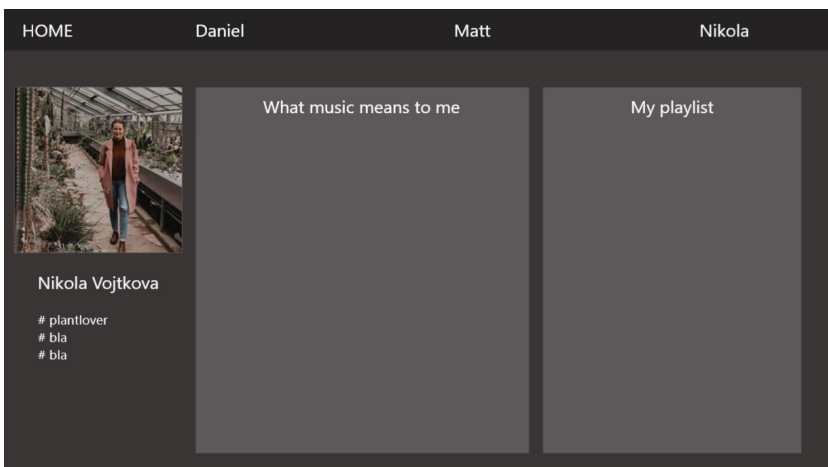 HOME Daniel Matt Nikola
What music means to me
My playlist
Nikola Vojtkova
# plantlover
# bla
# bla